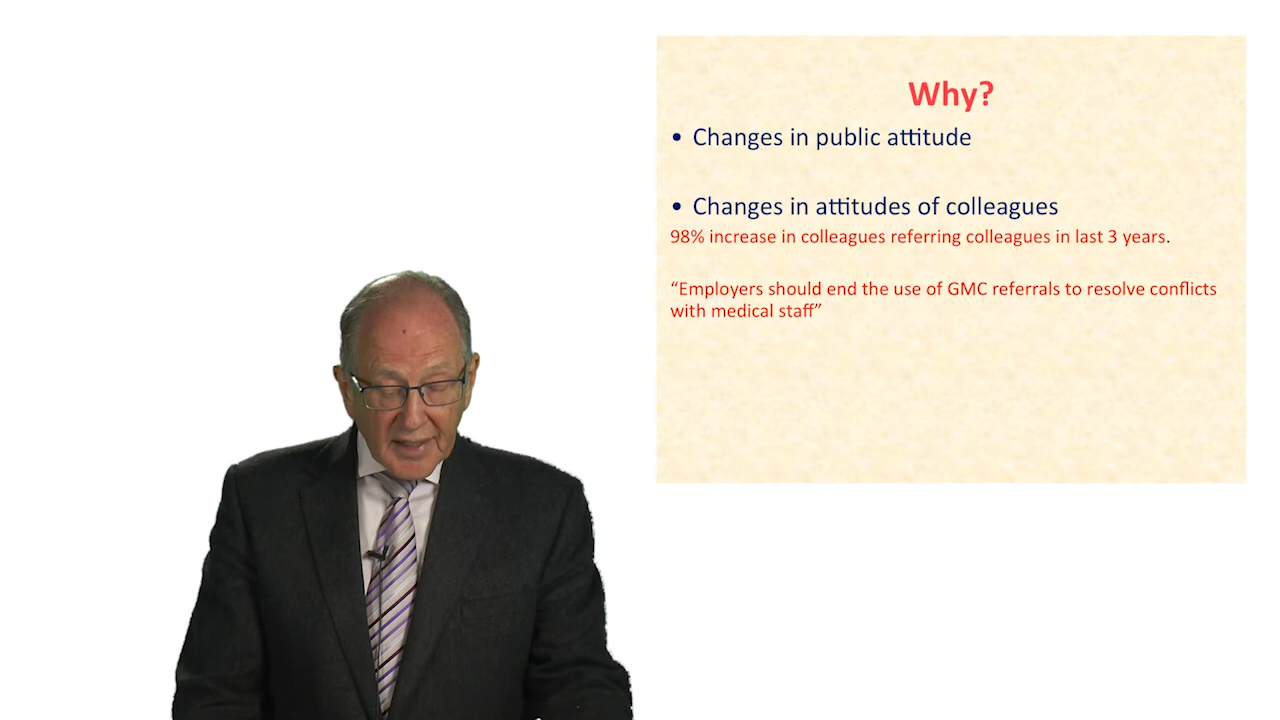 Why?
• Changes in public attitude
• Changes in attitudes of colleagues
98% increase in colleagues referring colleagues in last 3 years.
“Employers should end the use of GMC referrals to resolve conflicts
with medical staff”